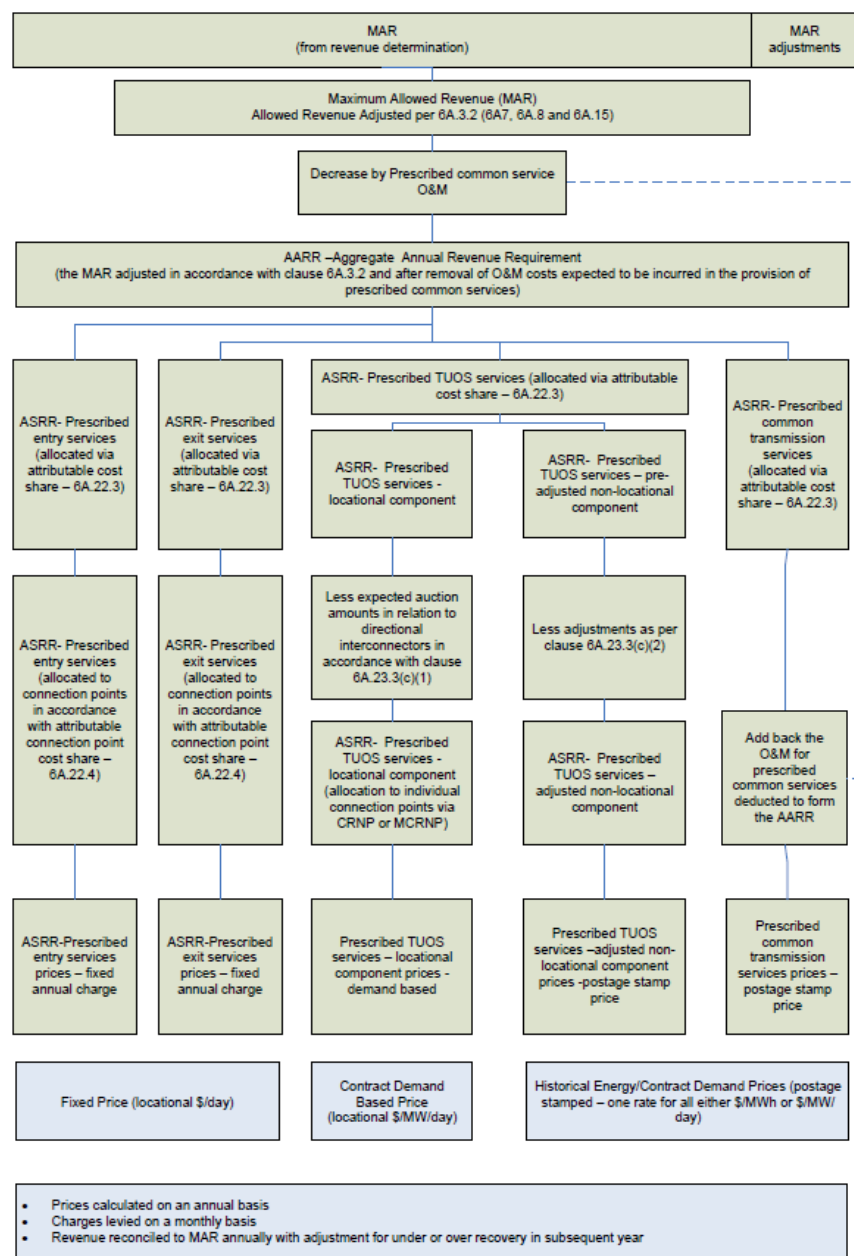 MAR
(from revenue determination)
MAR
adjustments
Maximum Allowed Revenue (MAR)
Allowed Revenue Adjusted per 6A.3.2 (6A7, 6A.8 and 6A.15)
Decrease by Prescribed common service
O&M
AARR –Aggregate Annual Revenue Requirement
(the MAR adjusted in accordance with clause 6A.3.2 and after removal of O&M costs expected to be incurred in the provision of
prescribed common services)
ASRR- Prescribed
entry services
(allocated via
attributable cost
share – 6A.22.3)
ASRR- Prescribed
exit services
(allocated via
attributable cost
share – 6A.22.3)
ASRR- Prescribed TUOS services (allocated via attributable
cost share – 6A.22.3)
ASRR- Prescribed
TUOS services -
locational component
ASRR- Prescribed
TUOS services – pre-
adjusted non-locational
component
ASRR- Prescribed
common
transmission
services
(allocated via
attributable cost
share – 6A.22.3)
ASRR- Prescribed
entry services
(allocated to
connection points
in accordance
with attributable
connection point
cost share –
6A.22.4)
ASRR- Prescribed
exit services
(allocated to
connection points
in accordance
with attributable
connection point
cost share –
6A.22.4)
Less expected auction
amounts in relation to
directional
interconnectors in
accordance with clause
6A.23.3(c)(1)
Less adjustments as per
clause 6A.23.3(c)(2)
ASRR- Prescribed
TUOS services -
locational component
(allocation to individual
connection points via
CRNP or MCRNP)
ASRR- Prescribed
TUOS services –
adjusted non-locational
component
Add back the
O&M for
prescribed
common services
deducted to form
the AARR
ASRR-Prescribed
entry services
prices – fixed
annual charge
ASRR-Prescribed
exit services
prices – fixed
annual charge
Prescribed TUOS
services – locational
component prices -
demand based
Prescribed TUOS
services –adjusted non-
locational component
prices -postage stamp
price
Prescribed
common
transmission
services prices –
postage stamp
price
Fixed Price (locational $/day)
Contract Demand
Based Price
(locational $/MW/day)
Historical Energy/Contract Demand Prices (postage
stamped – one rate for all either $/MWh or $/MW/
day)
• Prices calculated on an annual basis
• Charges levied on a monthly basis
• Revenue reconciled to MAR annually with adjustment for under or over recovery in subsequent year